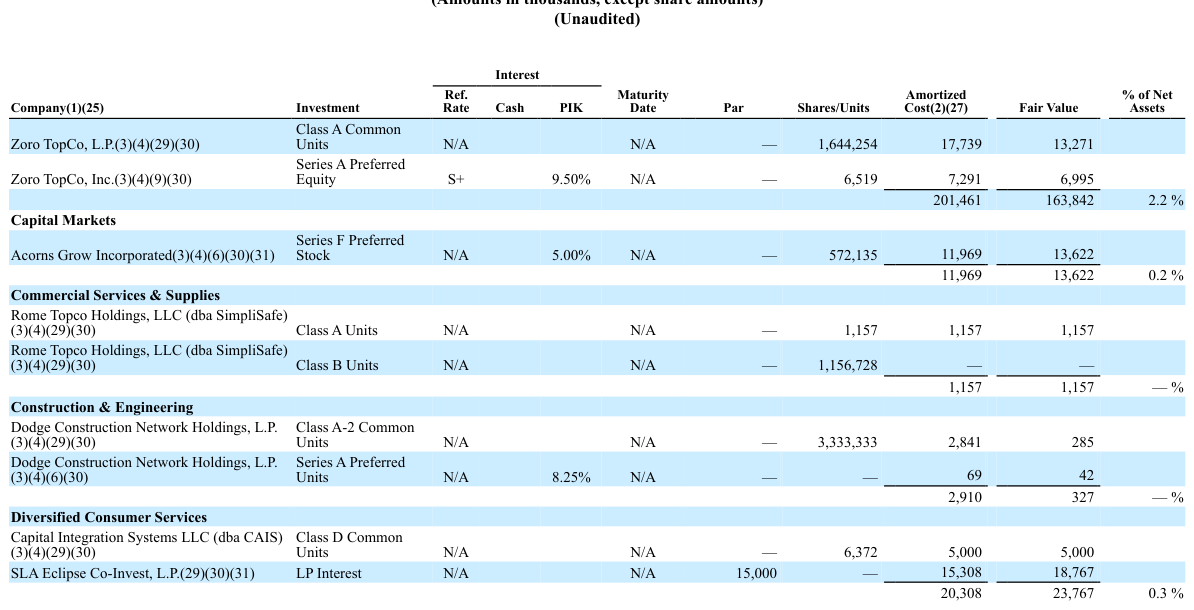 (Amounts in thousands, except share amounts)
(Unaudited)
Interest
Company(1)(25) Investment Ref. Rate Cash PIK Maturity Date Par Shares/Units Amortized Cost(2)(27) Fair Value % of Net Assets
Zoro TopCo, L.P.(3)(4)(29)(30) Class A Common Units N/A N/A — 1,644,254 17,739 13,271
Zoro TopCo, Inc.(3)(4)(9)(30) Series A Preferred Equity S+ 9.50% N/A — 6,519 7,291 6,995
201,461 163,842 2.2 %
Capital Markets
Acorns Grow Incorporated(3)(4)(6)(30)(31) Series F Preferred Stock N/A 5.00% N/A — 572,135 11,969 13,622
11,969 13,622 0.2 %
Commercial Services & Supplies
Rome Topco Holdings, LLC (dba SimpliSafe)(3)(4)(29)(30) Class A Units N/A N/A — 1,157 1,157 1,157
Rome Topco Holdings, LLC (dba SimpliSafe)(3)(4)(29)(30) Class B Units N/A N/A — 1,156,728 — —
1,157 1,157 — %
Construction & Engineering
Dodge Construction Network Holdings, L.P.(3)(4)(29)(30) Class A-2 Common Units N/A N/A — 3,333,333 2,841 285
Dodge Construction Network Holdings, L.P.(3)(4)(6)(30) Series A Preferred Units N/A 8.25% N/A — — 69 42
2,910 327 — %
Diversified Consumer Services
Capital Integration Systems LLC (dba CAIS)(3)(4)(29)(30) Class D Common Units N/A N/A — 6,372 5,000 5,000
SLA Eclipse Co-Invest, L.P.(29)(30)(31) LP Interest N/A N/A 15,000 — 15,308 18,767
20,308 23,767 0.3 %